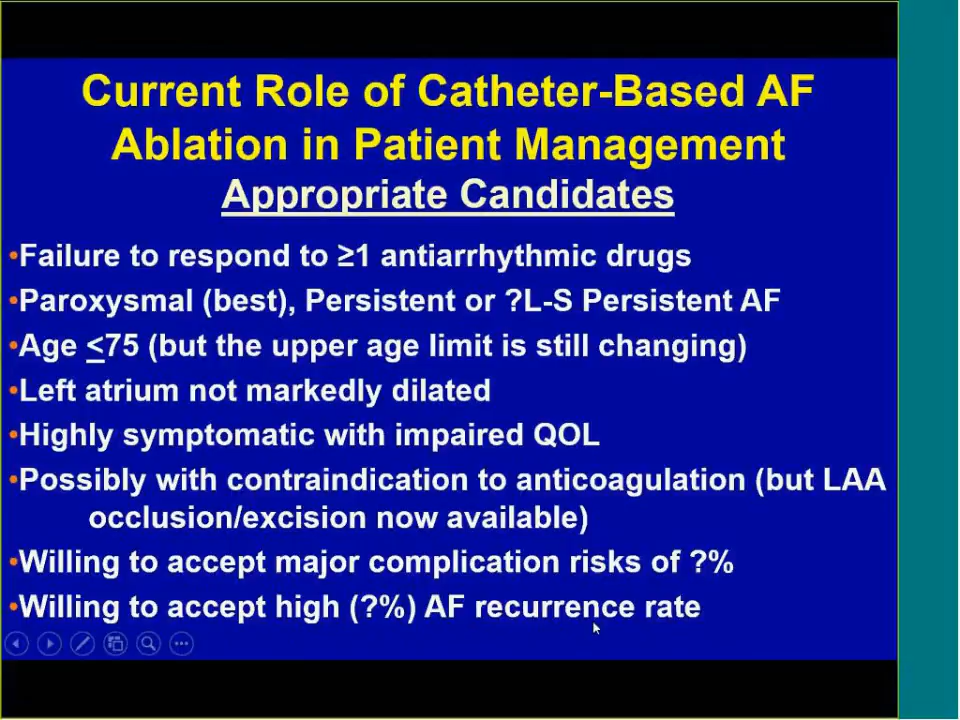 Current Role of Catheter-Based AF
Ablation in Patient Management
Appropriate Candidates
•Failure to respond to ≥1 antiarrhythmic drugs
•Paroxysmal (best), Persistent or ?L-S Persistent AF
•Age <75 (but the upper age limit is still changing)
•Left atrium not markedly dilated
•Highly symptomatic with impaired QOL
•Possibly with contraindication to anticoagulation (but LAA
occlusion/excision now available)
•Willing to accept major complication risks of ?%
•Willing to accept high (?%) AF recurrence rate